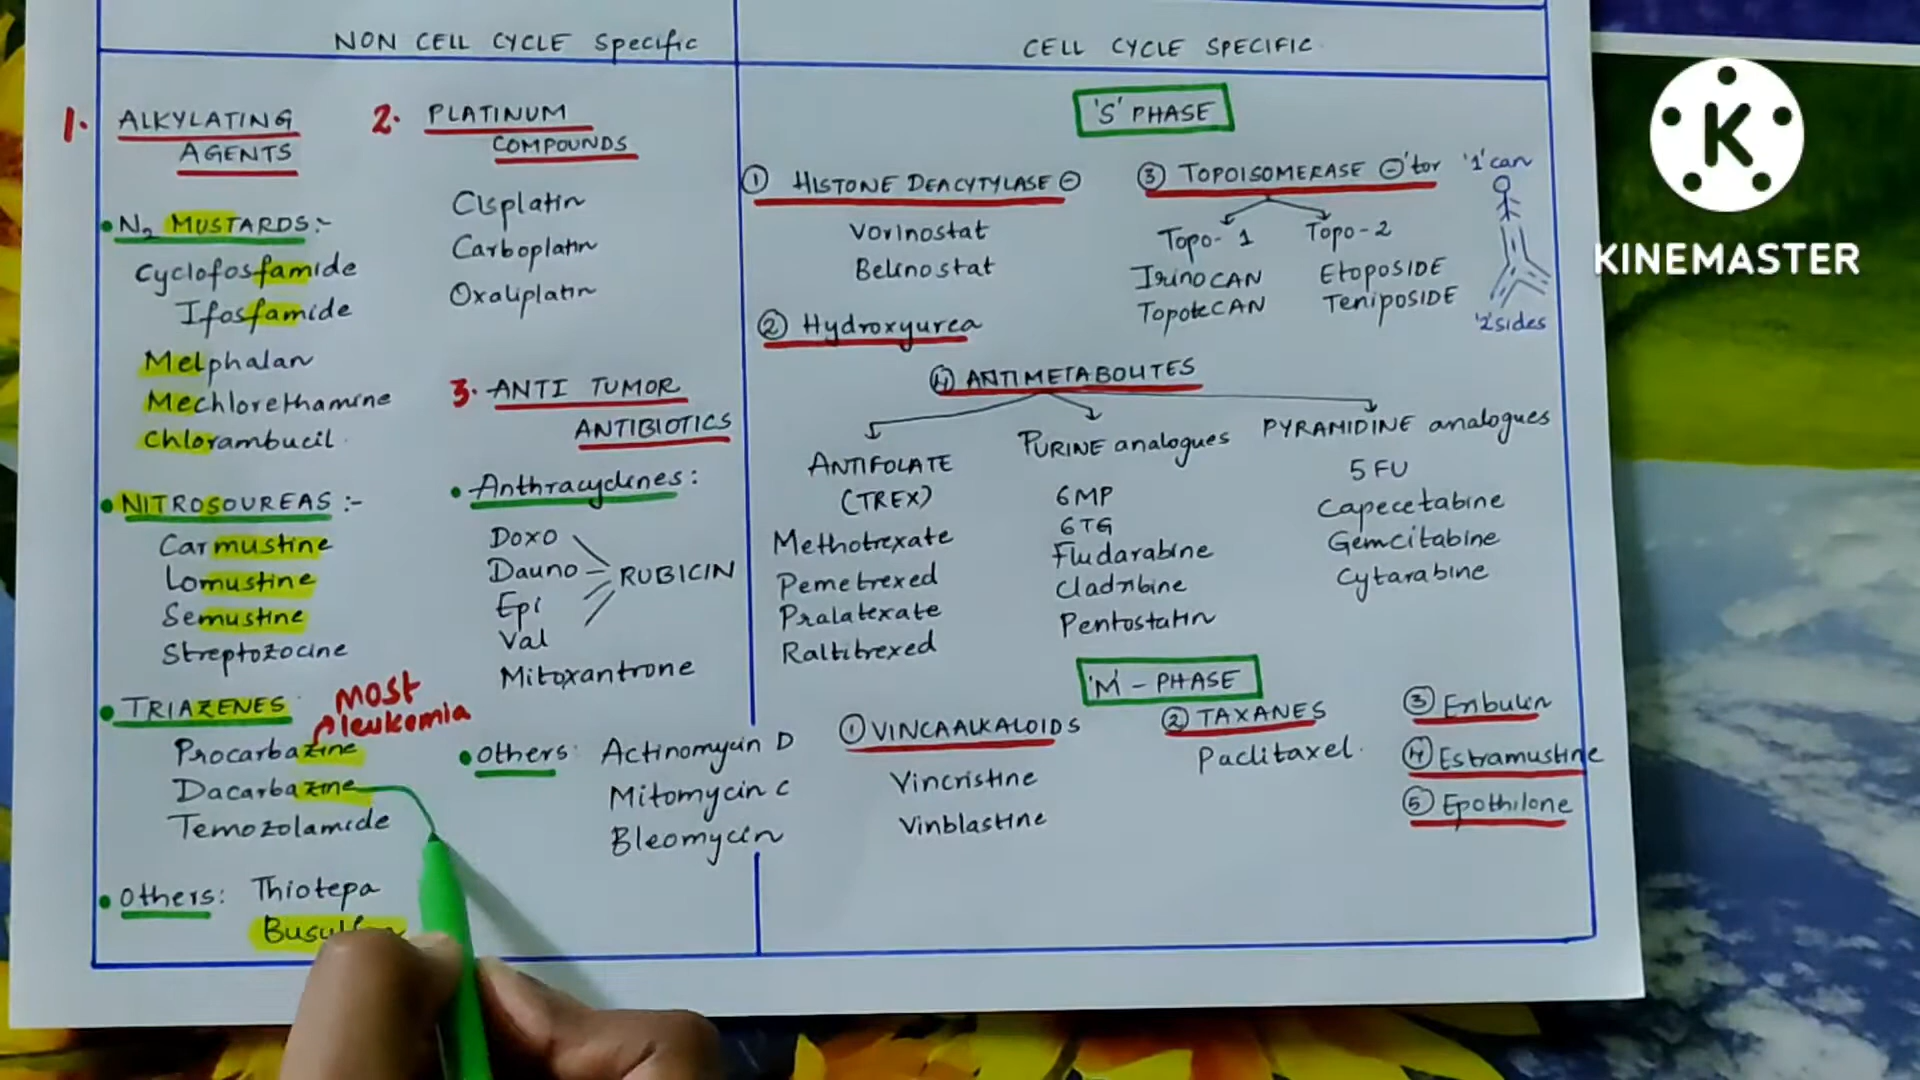 NON CELL CYCLE Specific
CELL CYCLE SPECIFIC
1. ALKYLATING
AGENTS
• N2 MUSTARDS:-
Cyclofosfamide
Ifosfamide
Melphalan
Mechlorethamine
Chlorambucil
• NITROSOUREAS :-
Carmustine
Lomustine
Semustine
Streptozocine
• TRIAZENES
Most
leukemia
Procarbazine
Dacarbazine
Temozolamide
• Others: Thiotepa
2. PLATINUM
COMPOUNDS
Cisplatin
Carboplatin
Oxaliplatin
3. ANTI TUMOR
ANTIBIOTICS
• Anthracyclines:
Doxo
Dauno
Epi
Val
RUBICIN
Mitoxantrone
• Others: Actinomycin D
Mitomycin C
Bleomycin
'S' PHASE
① HISTONE DEACYTYLASE ⊖
Vorinostat
Belinostat
② Hydroxyurea
③ TOPOISOMERASE ⊖'tor
Topo-1
IrinoCAN
TopoteCAN
Topo-2
EtopoSIDE
TenipoSIDE
'1' can
'2' sides
④ ANTIMETABOLITES
ANTIFOLATE
(TREX)
Methotrexate
Pemetrexed
Pralatexate
Raltitrexed
PURINE analogues
6MP
6TG
Fludarabine
Cladribine
Pentostatin
PYRAMIDINE analogues
5 FU
Capecetabine
Gemcitabine
Cytarabine
'M' - PHASE
① VINCAALKALOIDS
Vincristine
Vinblastine
② TAXANES
Paclitaxel.
③ Eribulin
④ Estramustine
⑤ Epothilone
K
KINEMASTER